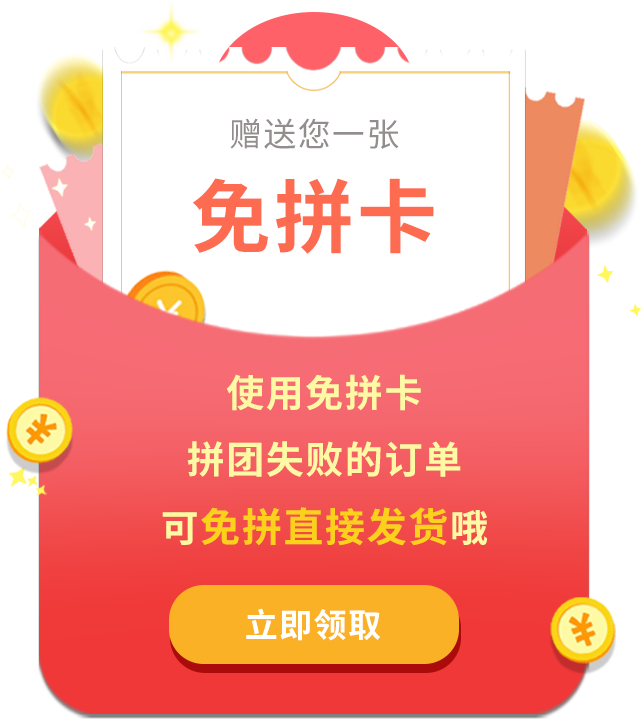 赠送您一张
免拼卡
使用免拼卡
拼团失败的订单
可免拼直接发货哦
立即领取